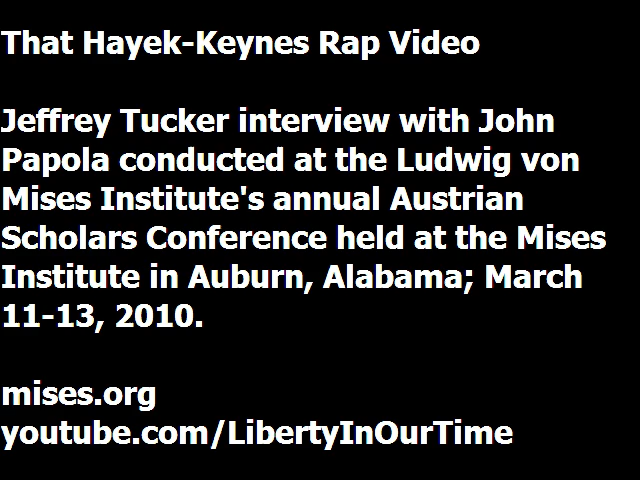 That Hayek-Keynes Rap Video
Jeffrey Tucker interview with John
Papola conducted at the Ludwig von
Mises Institute's annual Austrian
Scholars Conference held at the Mises
Institute in Auburn, Alabama; March
11-13, 2010.
mises.org
youtube.com/LibertyInOurTime